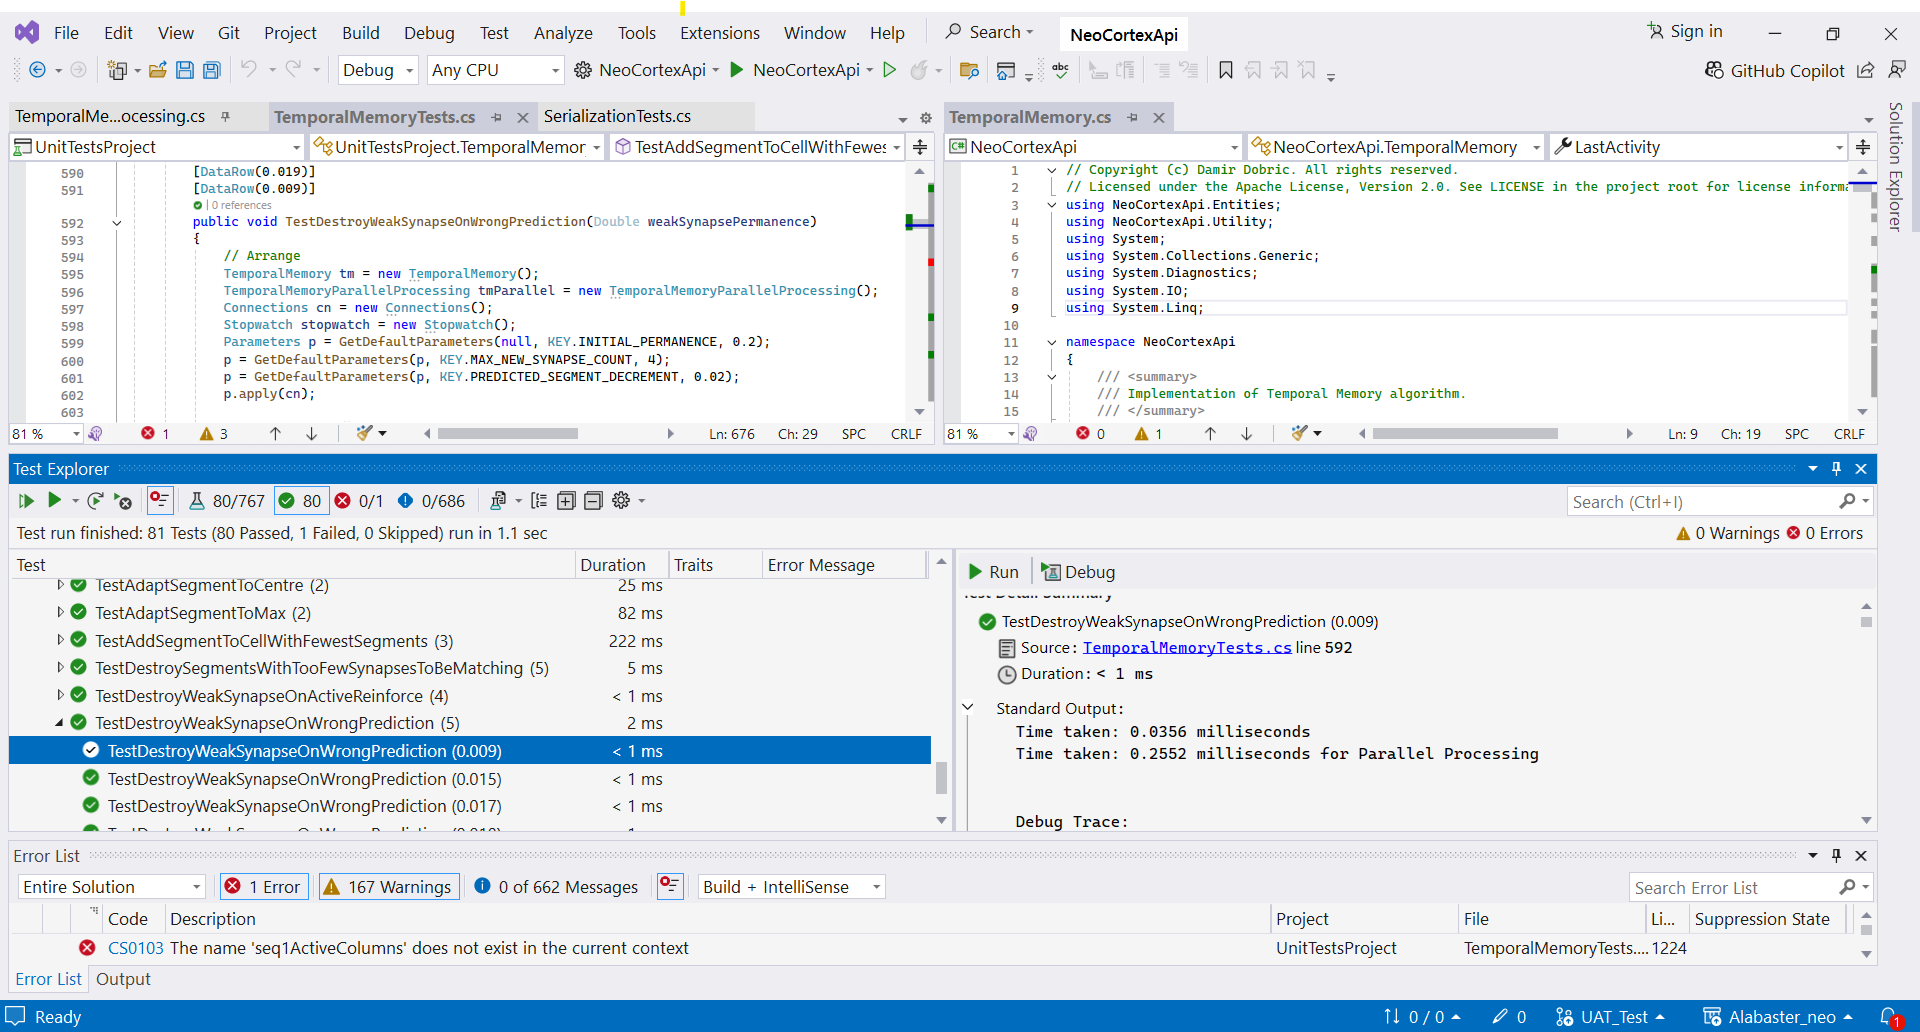 File Edit View Git Project Build Debug Test Analyze Tools Extensions Window Help Search NeoCortexApi Sign in
Debug Any CPU NeoCortexApi NeoCortexApi abc GitHub Copilot
TemporalMe...ocessing.cs TemporalMemoryTests.cs SerializationTests.cs
UnitTestsProject UnitTestsProject.TemporalMemor TestAddSegmentToCellWithFewes
590 [DataRow(0.019)]
591 [DataRow(0.009)]
0 references
592 public void TestDestroyWeakSynapseOnWrongPrediction(Double weakSynapsePermanence)
593 {
594 // Arrange
595 TemporalMemory tm = new TemporalMemory();
596 TemporalMemoryParallelProcessing tmParallel = new TemporalMemoryParallelProcessing();
597 Connections cn = new Connections();
598 Stopwatch stopwatch = new Stopwatch();
599 Parameters p = GetDefaultParameters(null, KEY.INITIAL_PERMANENCE, 0.2);
600 p = GetDefaultParameters(p, KEY.MAX_NEW_SYNAPSE_COUNT, 4);
601 p = GetDefaultParameters(p, KEY.PREDICTED_SEGMENT_DECREMENT, 0.02);
602 p.apply(cn);
603
81 % 1 3 Ln: 676 Ch: 29 SPC CRLF
TemporalMemory.cs
NeoCortexApi NeoCortexApi.TemporalMemory LastActivity
1 // Copyright (c) Damir Dobric. All rights reserved.
2 // Licensed under the Apache License, Version 2.0. See LICENSE in the project root for license informa
3 using NeoCortexApi.Entities;
4 using NeoCortexApi.Utility;
5 using System;
6 using System.Collections.Generic;
7 using System.Diagnostics;
8 using System.IO;
9 using System.Linq;
10
11 namespace NeoCortexApi
12 {
13 /// <summary>
14 /// Implementation of Temporal Memory algorithm.
15 /// </summary>
81 % 0 1 Ln: 9 Ch: 19 SPC CRLF
Solution Explorer
Test Explorer
80/767 80 0/1 0/686 Search (Ctrl+I)
Test run finished: 81 Tests (80 Passed, 1 Failed, 0 Skipped) run in 1.1 sec 0 Warnings 0 Errors
Test Duration Traits Error Message
TestAdaptSegmentToCentre (2) 25 ms
TestAdaptSegmentToMax (2) 82 ms
TestAddSegmentToCellWithFewestSegments (3) 222 ms
TestDestroySegmentsWithTooFewSynapsesToBeMatching (5) 5 ms
TestDestroyWeakSynapseOnActiveReinforce (4) < 1 ms
TestDestroyWeakSynapseOnWrongPrediction (5) 2 ms
TestDestroyWeakSynapseOnWrongPrediction (0.009) < 1 ms
TestDestroyWeakSynapseOnWrongPrediction (0.015) < 1 ms
TestDestroyWeakSynapseOnWrongPrediction (0.017) < 1 ms
Run Debug
Test Detail Summary
TestDestroyWeakSynapseOnWrongPrediction (0.009)
Source: TemporalMemoryTests.cs line 592
Duration: < 1 ms
Standard Output:
Time taken: 0.0356 milliseconds
Time taken: 0.2552 milliseconds for Parallel Processing
Debug Trace:
Error List
Entire Solution 1 Error 167 Warnings 0 of 662 Messages Build + IntelliSense Search Error List
Code Description Project File Li... Suppression State
CS0103 The name 'seq1ActiveColumns' does not exist in the current context UnitTestsProject TemporalMemoryTests.... 1224
Error List Output
Ready 0 / 0 0 UAT_Test Alabaster_neo 1